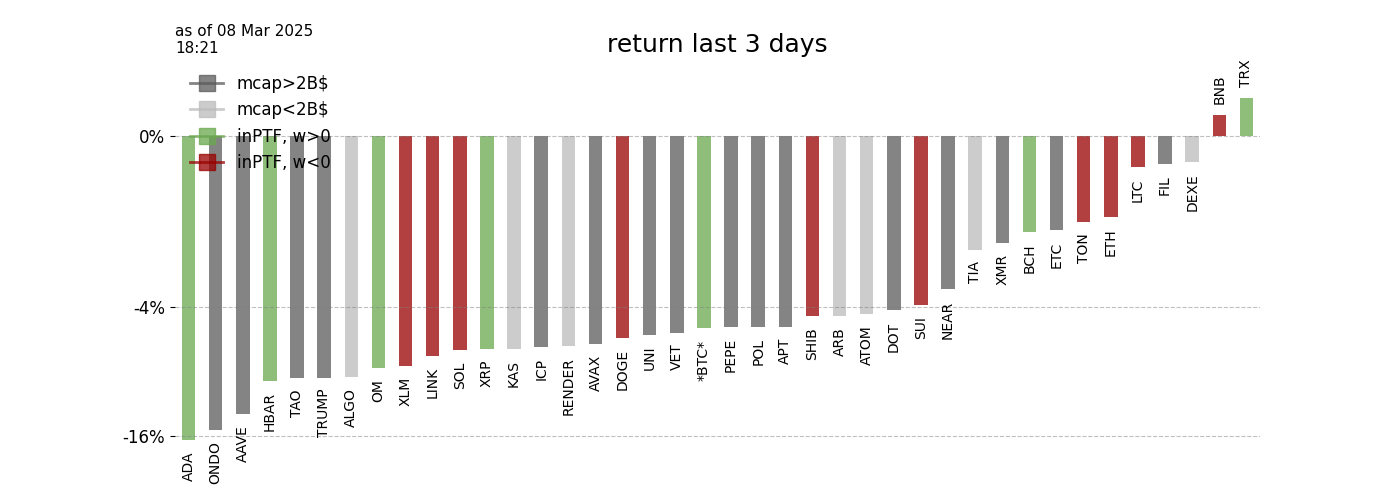 as of 08 Mar 2025
18:21
return last 3 days
mcap>2B$
mcap<2B$
inPTF, w>0
inPTF, w<0
0%
-4%
-16%
ADA
ONDO
AAVE
HBAR
TAO
TRUMP
ALGO
OM
XLM
LINK
SOL
XRP
KAS
ICP
RENDER
AVAX
DOGE
UNI
VET
*BTC*
PEPE
POL
APT
SHIB
ARB
ATOM
DOT
SUI
NEAR
TIA
XMR
BCH
ETC
TON
ETH
LTC
FIL
DEXE
BNB
TRX